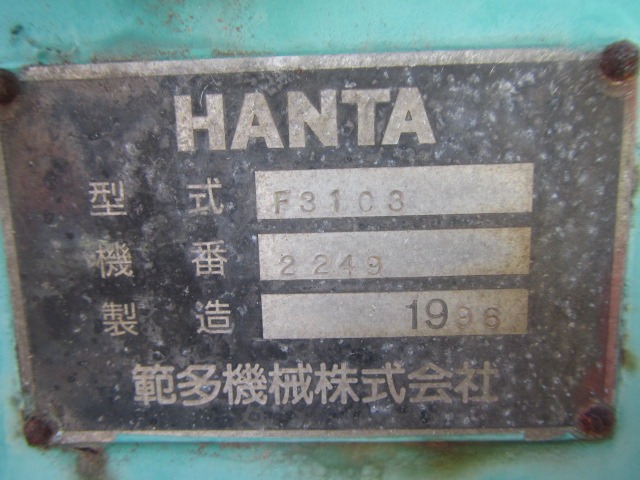 HANTA
型式 F3103
機番 2249
製造 1996
範多機械株式会社